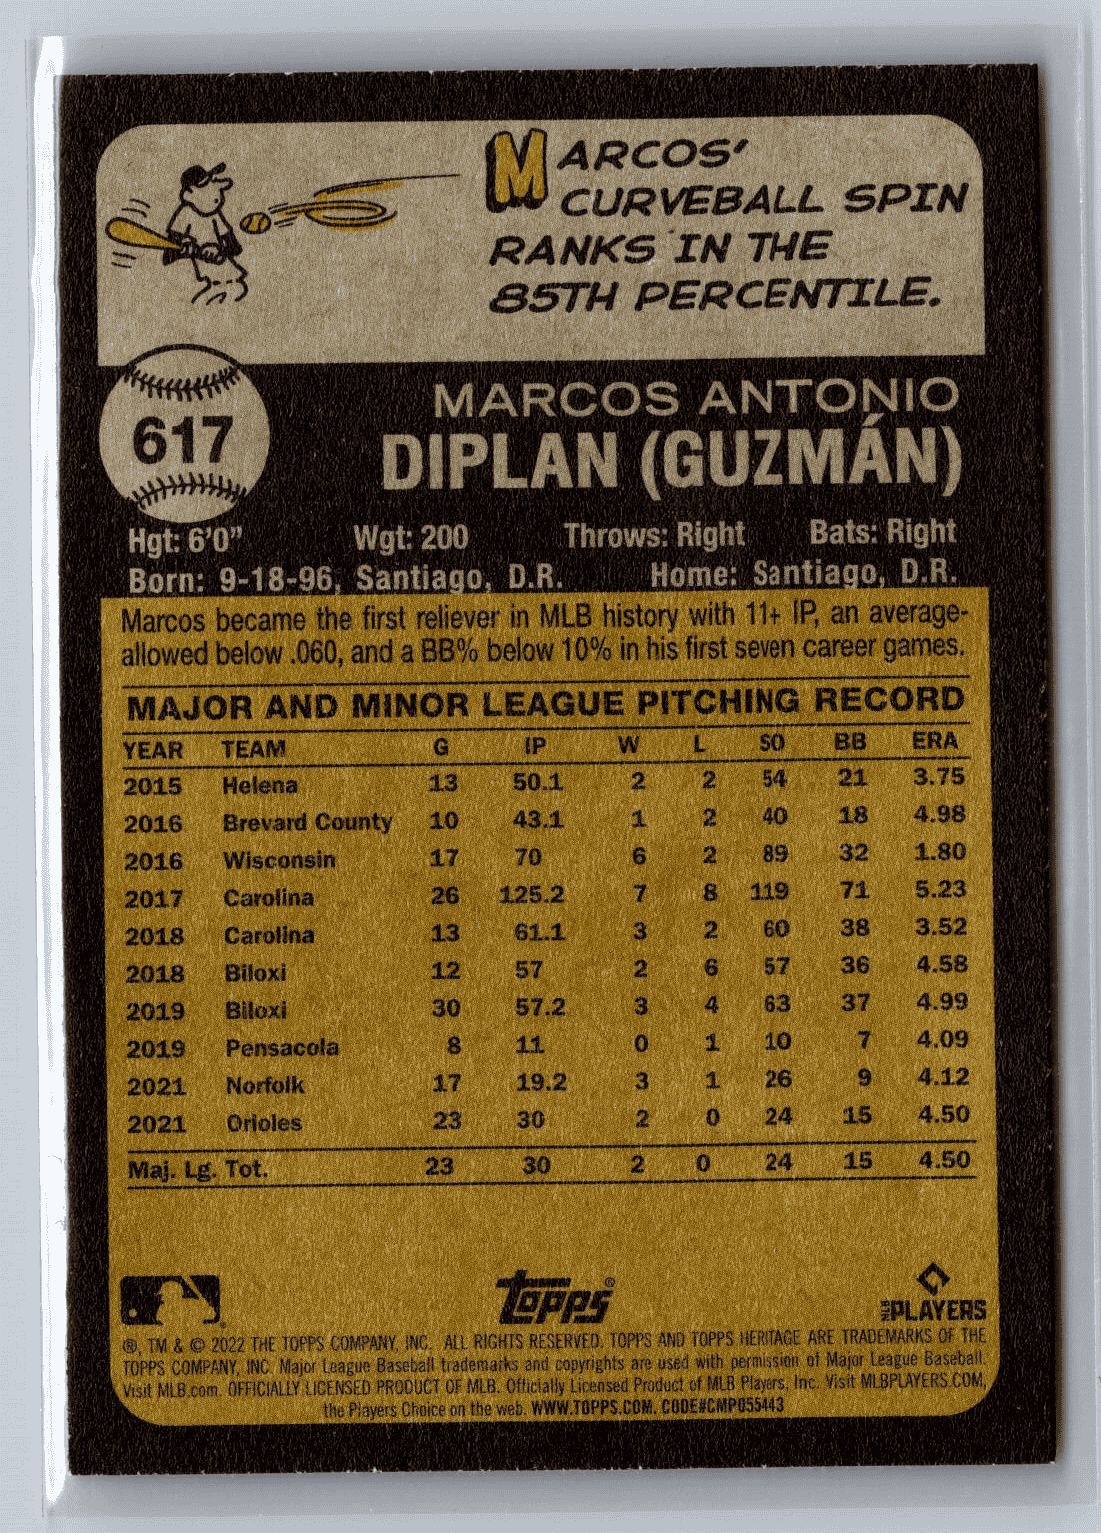 MARCOS'
CURVEBALL SPIN
RANKS IN THE
85TH PERCENTILE.
617
MARCOS ANTONIO
DIPLAN (GUZMÁN)
Hgt: 6'0" Wgt: 200 Throws: Right Bats: Right
Born: 9-18-96, Santiago, D.R. Home: Santiago, D.R.
Marcos became the first reliever in MLB history with 11+ IP, an average-
allowed below .060, and a BB% below 10% in his first seven career games.
MAJOR AND MINOR LEAGUE PITCHING RECORD
YEAR TEAM G IP W L SO BB ERA
2015 Helena 13 50.1 2 2 54 21 3.75
2016 Brevard County 10 43.1 1 2 40 18 4.98
2016 Wisconsin 17 70 6 2 89 32 1.80
2017 Carolina 26 125.2 7 8 119 71 5.23
2018 Carolina 13 61.1 3 2 60 38 3.52
2018 Biloxi 12 57 2 6 57 36 4.58
2019 Biloxi 30 57.2 3 4 63 37 4.99
2019 Pensacola 8 11 0 1 10 7 4.09
2021 Norfolk 17 19.2 3 1 26 9 4.12
2021 Orioles 23 30 2 0 24 15 4.50
Maj. Lg. Tot. 23 30 2 0 24 15 4.50
Topps®
MLB PLAYERS
®, TM & © 2022 THE TOPPS COMPANY, INC. ALL RIGHTS RESERVED. TOPPS AND TOPPS HERITAGE ARE TRADEMARKS OF THE
TOPPS COMPANY, INC. Major League Baseball trademarks and copyrights are used with permission of Major League Baseball.
Visit MLB.com. OFFICIALLY LICENSED PRODUCT OF MLB. Officially Licensed Product of MLB Players, Inc. Visit MLBPLAYERS.COM,
the Players Choice on the web. WWW.TOPPS.COM. CODE#CMP055443